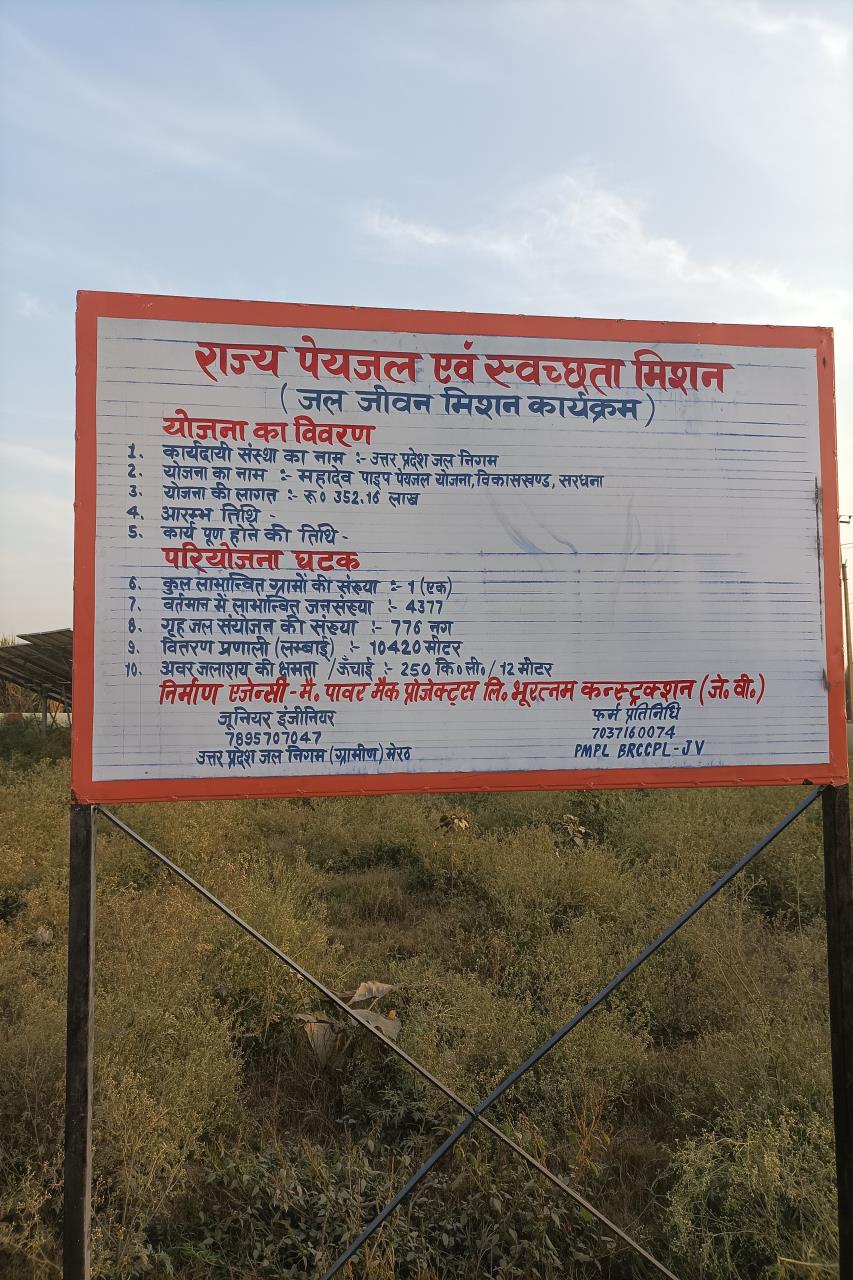 राज्य पेयजल एवं स्वच्छता मिशन
(जल जीवन मिशन कार्यक्रम)
योजना का विवरण
1. कार्यदायी संस्था का नाम :- उत्तर प्रदेश जल निगम
2. योजना का नाम :- महादेव पाइप पेयजल योजना, विकासखण्ड, सरधना
3. योजना की लागत :- रू० 352.16 लाख
4. आरम्भ तिथि -
5. कार्य पूण होने की तिथि -
परियोजना घटक
6. कुल लाभान्वित ग्रामों की संख्या :- 1 (एक)
7. वर्तमान में लाभान्वित जनसंख्या :- 4377
8. गृह जल संयोजन की संख्या :- 776 नग
9. वितरण प्रणाली (लम्बाई) :- 10420 मीटर
10. अवर जलाशय की क्षमता /ऊँचाई :- 250 कि०ली०/12 मीटर
निर्माण एजेन्सी - मै० पावर मैक प्रोजेक्ट्स लि० भूरत्नम कन्स्ट्रक्शन (जे० वी०)
जूनियर इंजीनियर फर्म प्रतिनिधि
7895707047 7037160074
उत्तर प्रदेश जल निगम (ग्रामीण) मेरठ PMPL BRCCPL-JV